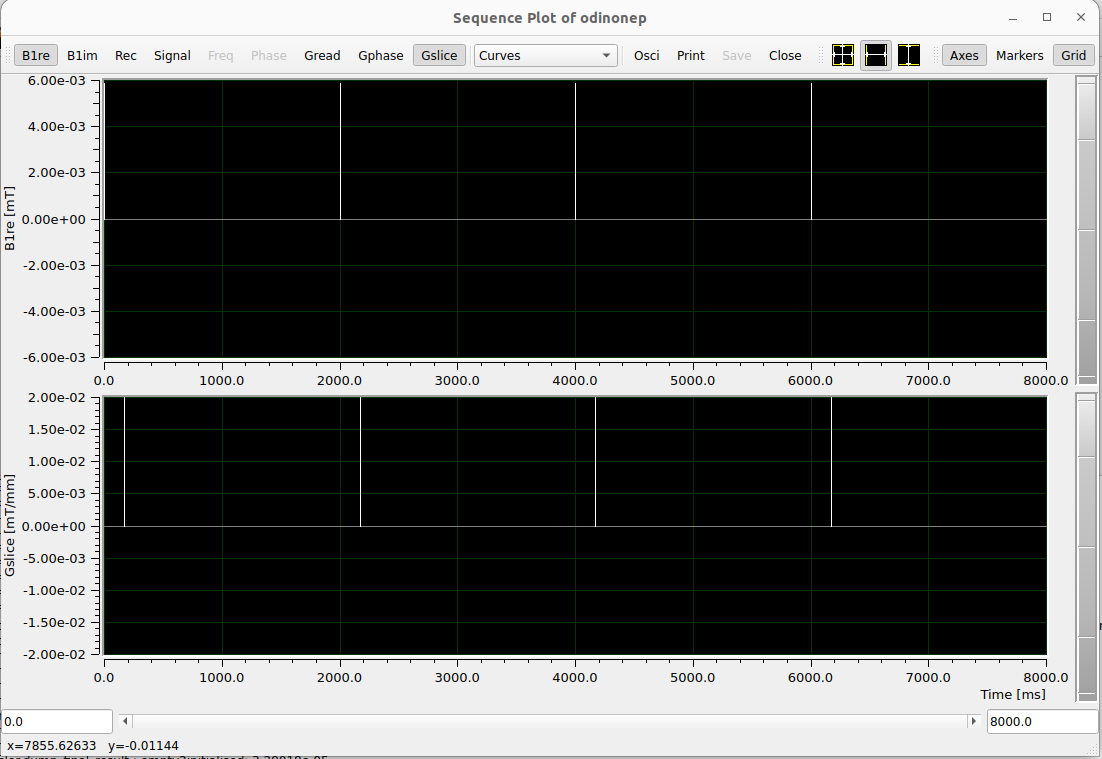 Sequence Plot of odinonep
B1re B1im Rec Signal Freq Phase Gread Gphase Gslice Curves Osci Print Save Close Axes Markers Grid
6.00e-03
4.00e-03
2.00e-03
0.00e+00
-2.00e-03
-4.00e-03
-6.00e-03
B1re [mT]
0.0 1000.0 2000.0 3000.0 4000.0 5000.0 6000.0 7000.0 8000.0
2.00e-02
1.50e-02
1.00e-02
5.00e-03
0.00e+00
-5.00e-03
-1.00e-02
-1.50e-02
-2.00e-02
Gslice [mT/mm]
0.0 1000.0 2000.0 3000.0 4000.0 5000.0 6000.0 7000.0 8000.0
Time [ms]
0.0 8000.0
x=7855.62633 y=-0.01144